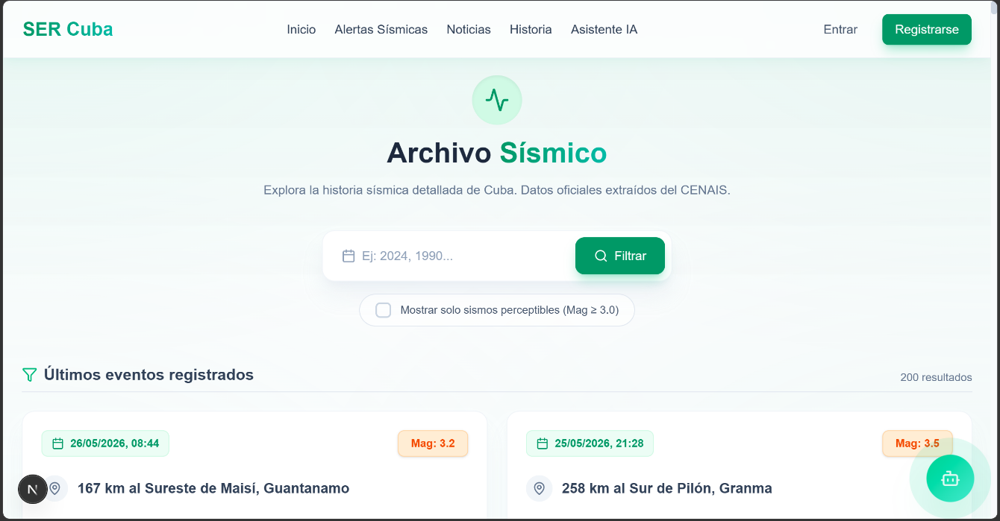 SER Cuba
Inicio Alertas Sísmicas Noticias Historia Asistente IA
Entrar Registrarse
Archivo Sísmico
Explora la historia sísmica detallada de Cuba. Datos oficiales extraídos del CENAIS.
Ej: 2024, 1990...
Filtrar
Mostrar solo sismos perceptibles (Mag ≥ 3.0)
Últimos eventos registrados
200 resultados
26/05/2026, 08:44
Mag: 3.2
N
167 km al Sureste de Maisí, Guantanamo
25/05/2026, 21:28
Mag: 3.5
258 km al Sur de Pilón, Granma